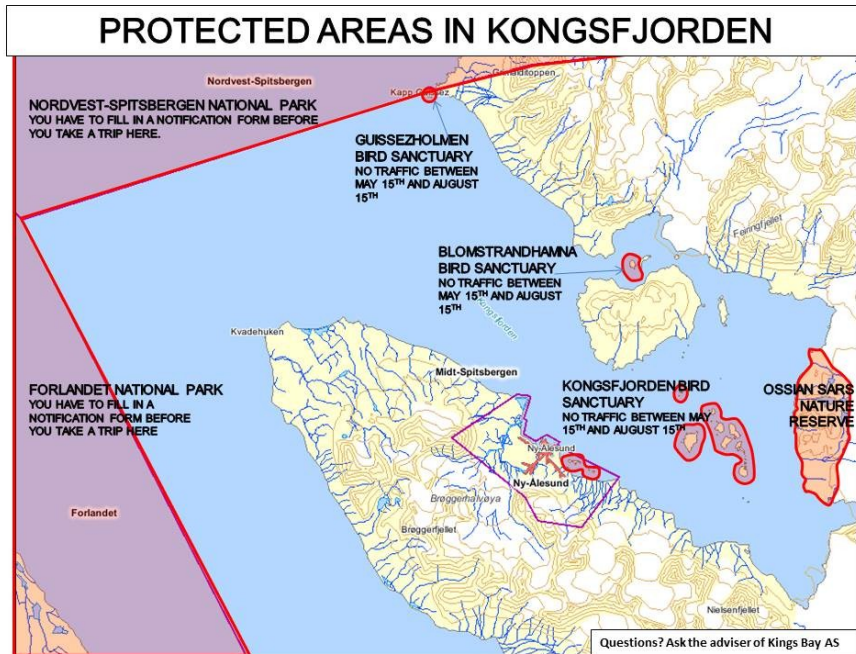 PROTECTED AREAS IN KONGSFJORDEN
Nordvest-Spitsbergen
Kapp Guissez
NORDVEST-SPITSBERGEN NATIONAL PARK
YOU HAVE TO FILL IN A NOTIFICATION FORM BEFORE
YOU TAKE A TRIP HERE.
GUISSEZHOLMEN
BIRD SANCTUARY
NO TRAFFIC BETWEEN
MAY 15TH AND AUGUST
15TH
Feiringfjellet
BLOMSTRANDHAMNA
BIRD SANCTUARY
NO TRAFFIC BETWEEN
MAY 15TH AND AUGUST
15TH
Kongsfjorden
Kvadehuken
Midt-Spitsbergen
FORLANDET NATIONAL PARK
YOU HAVE TO FILL IN A
NOTIFICATION FORM BEFORE
YOU TAKE A TRIP HERE
KONGSFJORDEN BIRD
SANCTUARY
NO TRAFFIC BETWEEN MAY
15TH AND AUGUST 15TH
OSSIAN SARS
NATURE
RESERVE
Ny-Ålesund
Ny-Ålesund
Brøggerhalvøya
Forlandet
Brøggerfjellet
Nielsenfjellet
Questions? Ask the adviser of Kings Bay AS